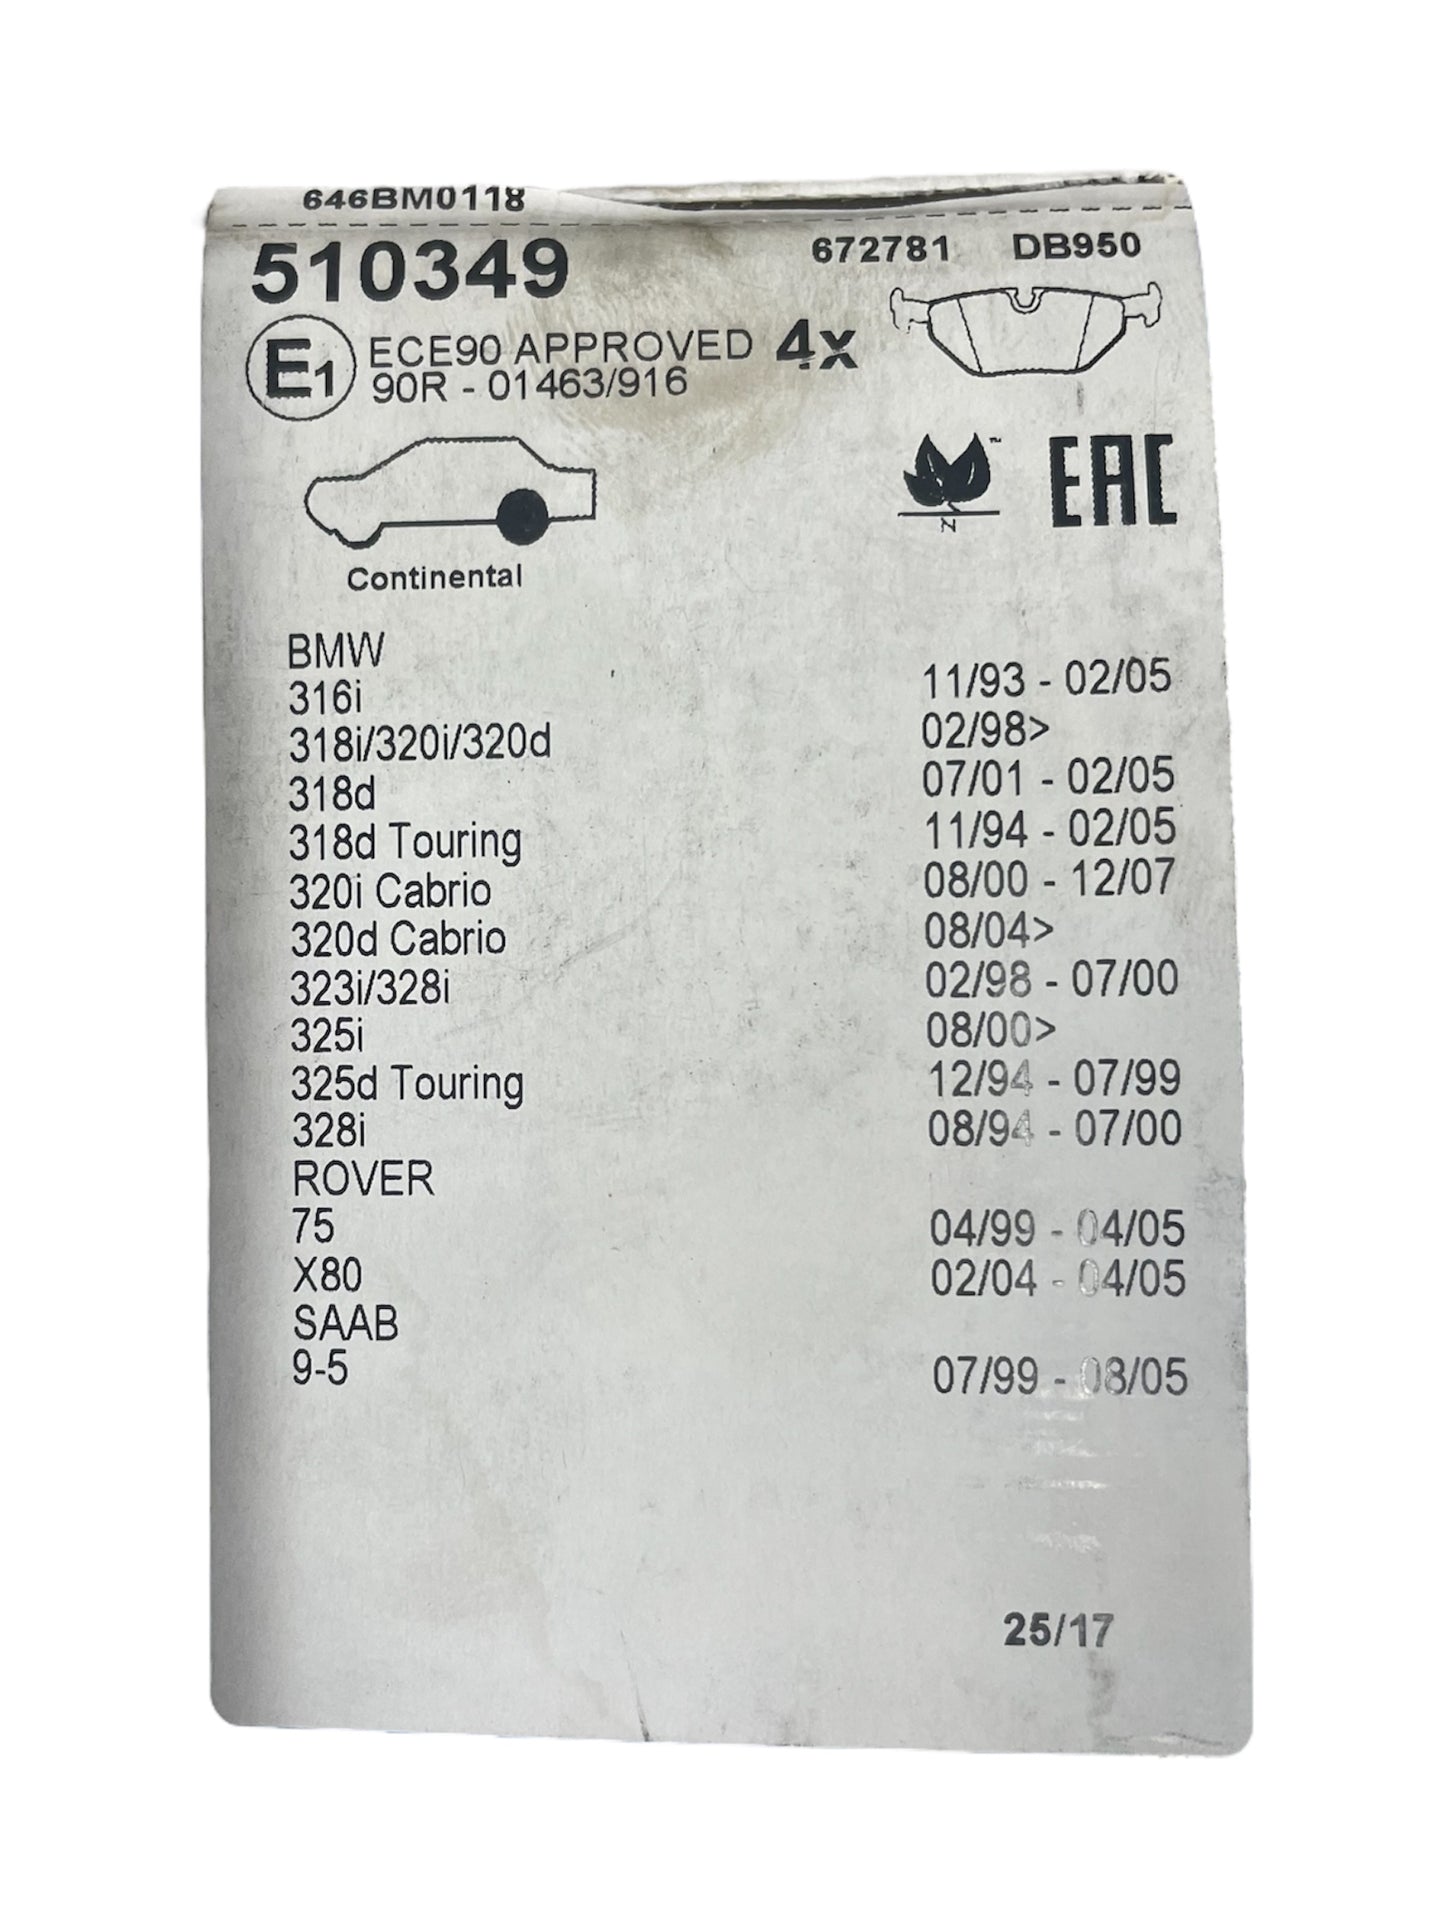 646BM0118
510349 672781 DB950
E1 ECE90 APPROVED 4x
90R - 01463/916
™
N EAC
Continental
BMW
316i 11/93 - 02/05
318i/320i/320d 02/98>
318d 07/01 - 02/05
318d Touring 11/94 - 02/05
320i Cabrio 08/00 - 12/07
320d Cabrio 08/04>
323i/328i 02/98 - 07/00
325i 08/00>
325d Touring 12/94 - 07/99
328i 08/94 - 07/00
ROVER
75 04/99 - 04/05
X80 02/04 - 04/05
SAAB
9-5 07/99 - 08/05
25/17